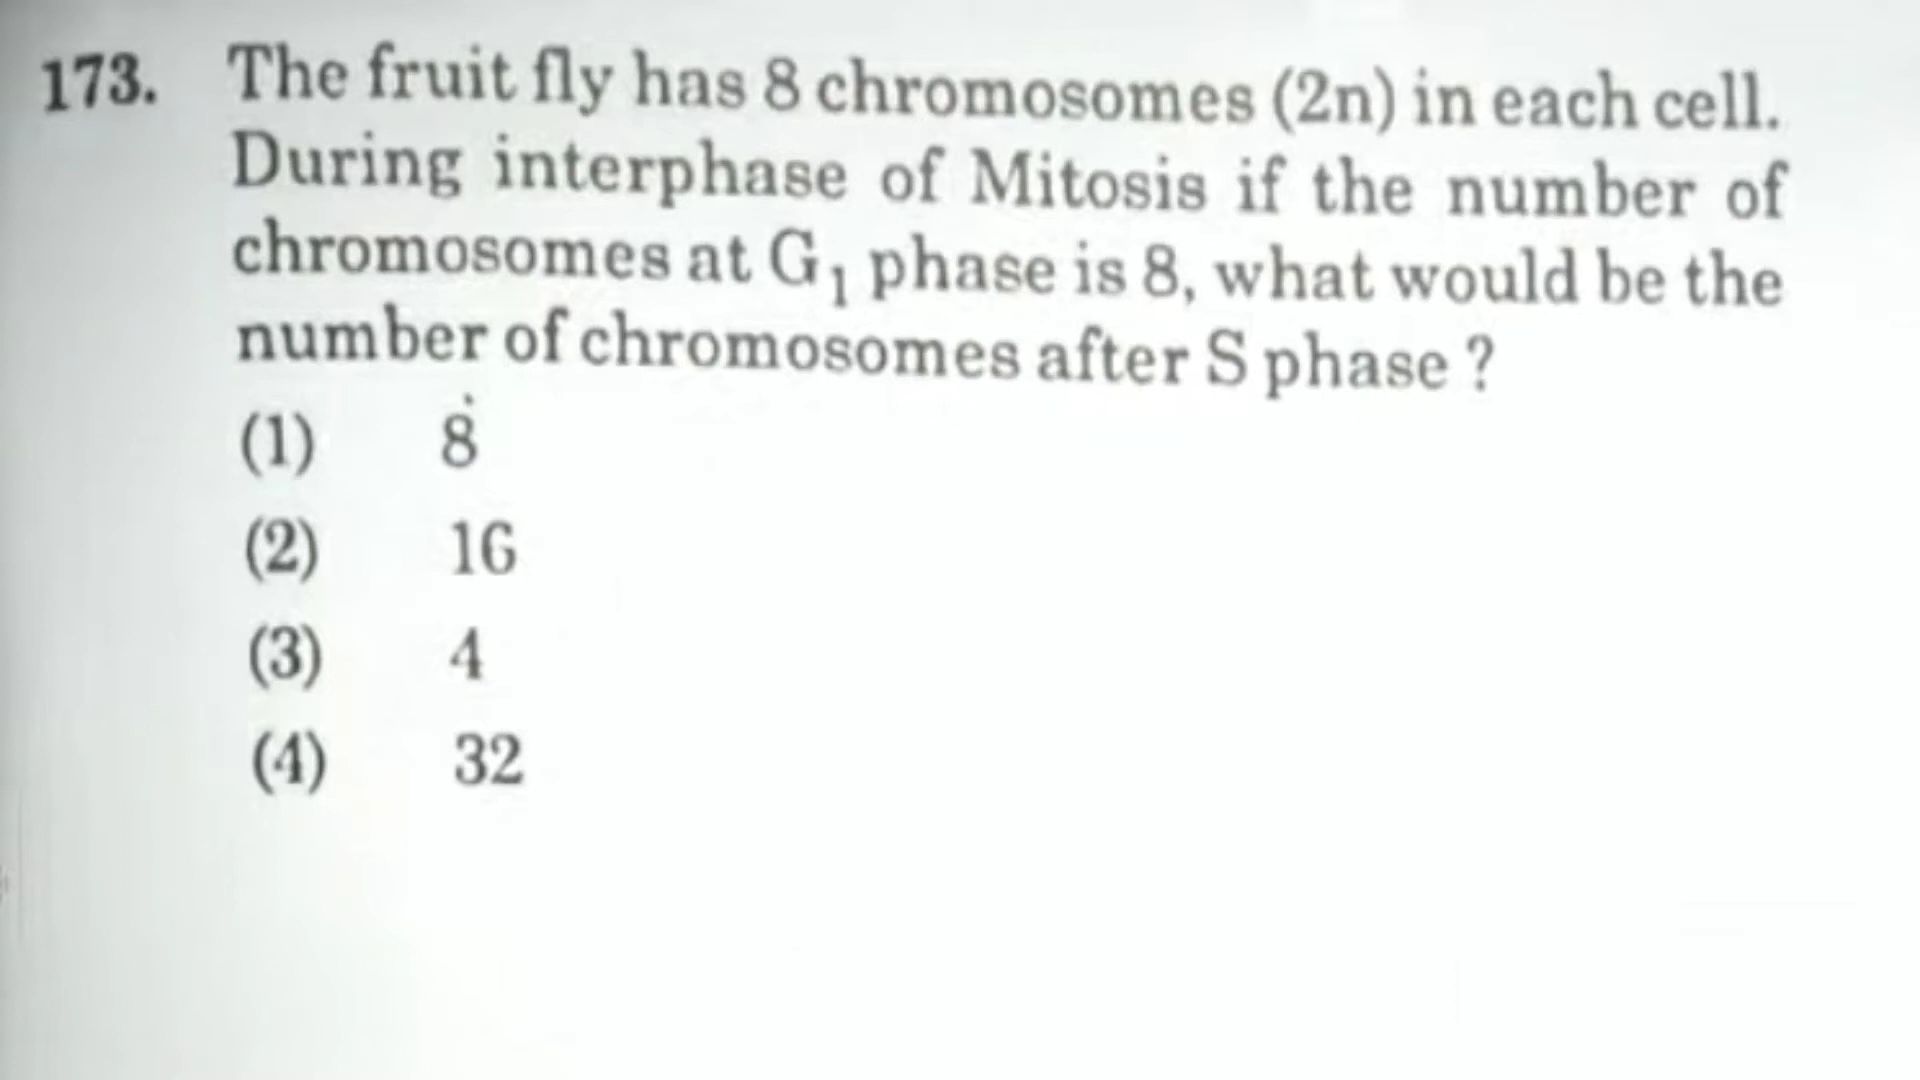 173. The fruit fly has 8 chromosomes (2n) in each cell.
During interphase of Mitosis if the number of
chromosomes at G₁ phase is 8, what would be the
number of chromosomes after S phase ?
(1) 8
(2) 16
(3) 4
(4) 32